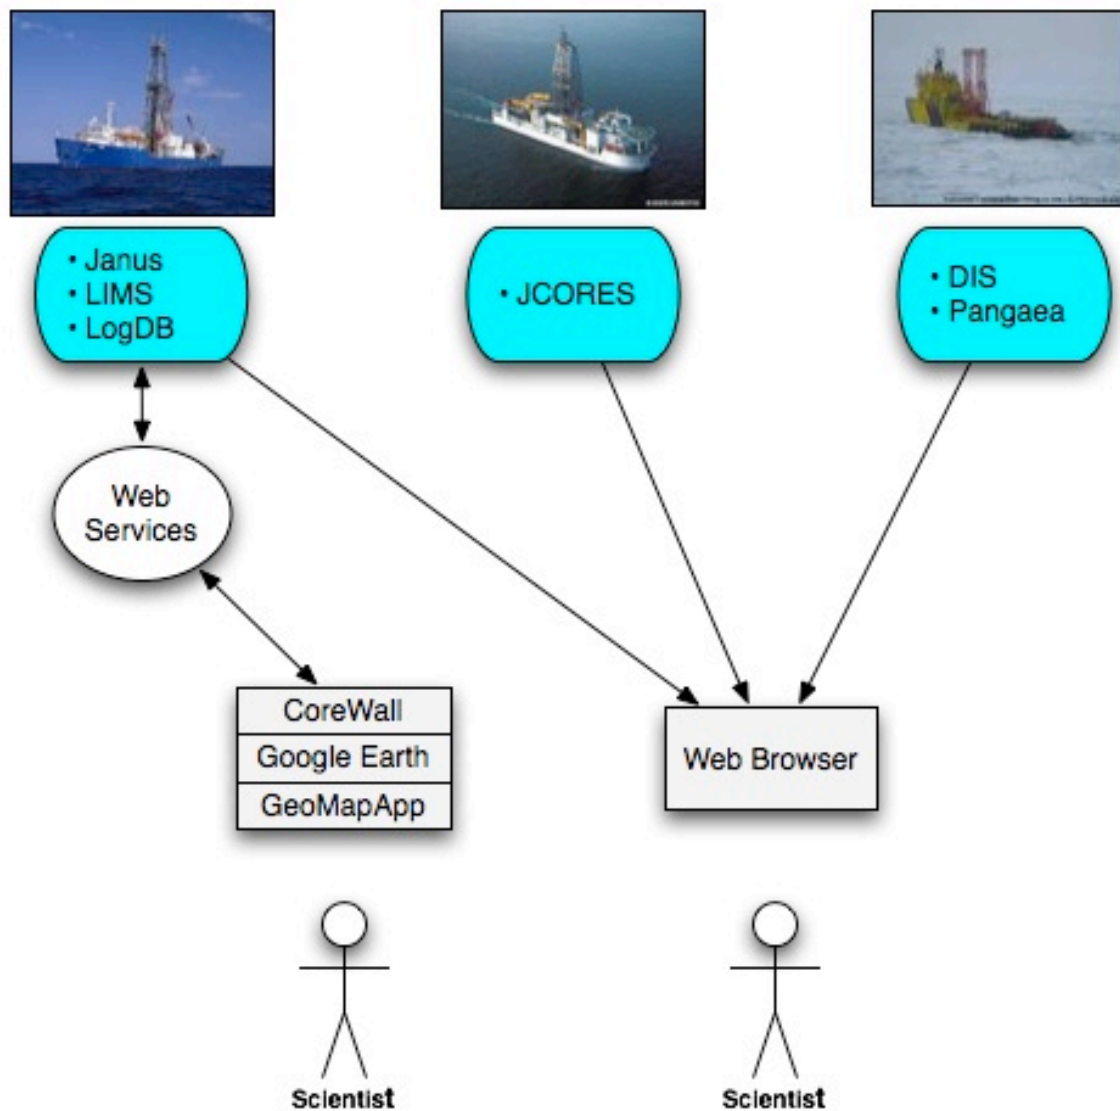 • Janus
• LIMS
• LogDB
• JCORES
• DIS
• Pangaea
Web
Services
CoreWall
Google Earth
GeoMapApp
Web Browser
Scientist
Scientist